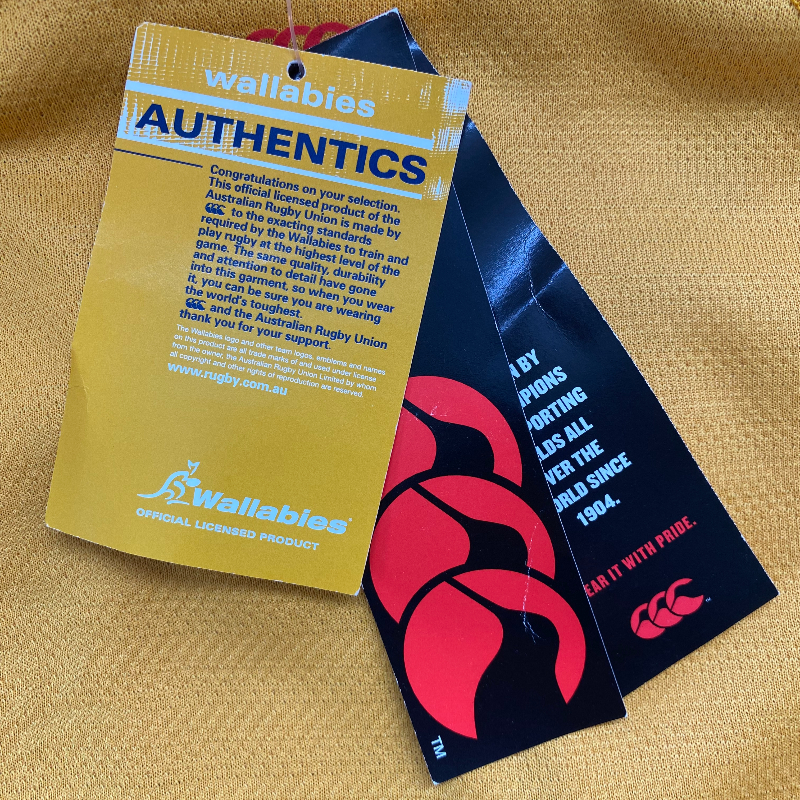 wallabies
AUTHENTICS
Congratulations on your selection.
This official licensed product of the
Australian Rugby Union is made by
CCC to the exacting standards
required by the Wallabies to train and
play rugby at the highest level of the
game. The same quality, durability
and attention to detail have gone
into this garment, so when you wear
it, you can be sure you are wearing
the world's toughest.
CCC and the Australian Rugby Union
thank you for your support.
The Wallabies logo and other team logos, emblems and names
on this product are all trade marks of and used under license
from the owner, the Australian Rugby Union Limited by whom
all copyright and other rights of reproduction are reserved.
www.rugby.com.au
Wallabies
OFFICIAL LICENSED PRODUCT
TM
N BY
MPIONS
PORTING
LDS ALL
VER THE
ORLD SINCE
1904.
EAR IT WITH PRIDE.
TM